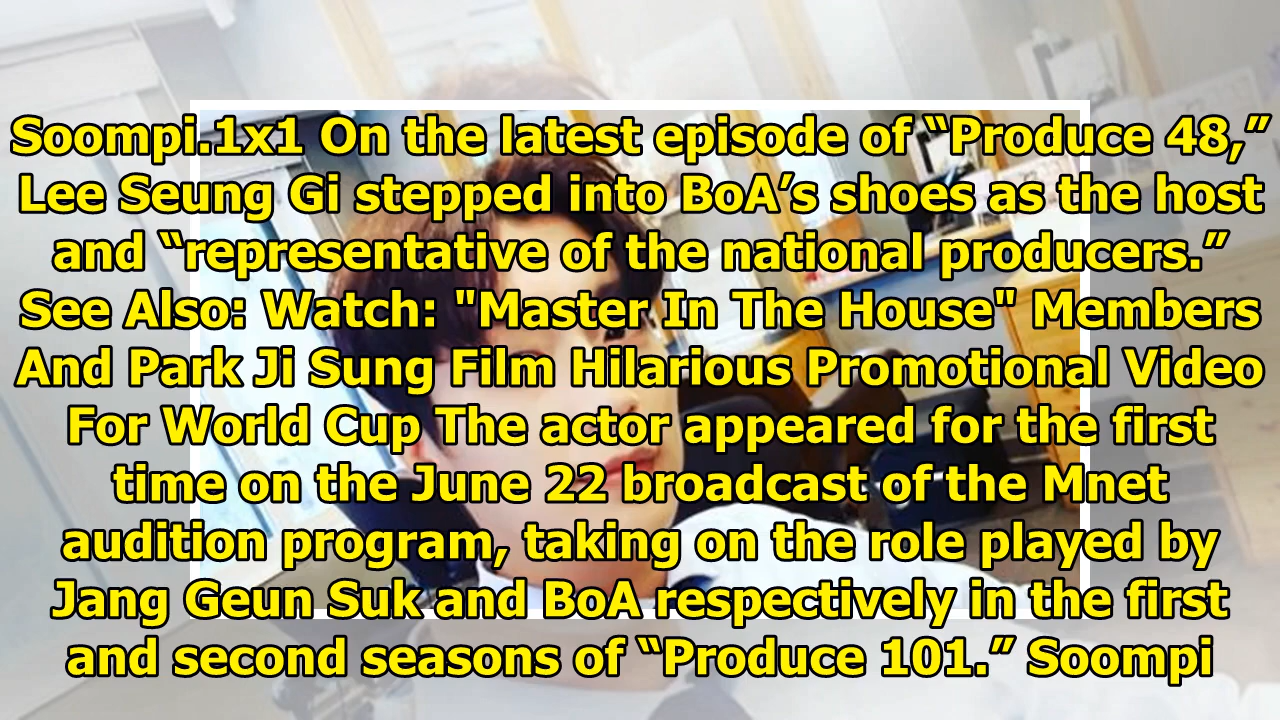 Soompi.1x1 On the latest episode of “Produce 48,”
Lee Seung Gi stepped into BoA’s shoes as the host
and “representative of the national producers.”
See Also: Watch: "Master In The House" Members
And Park Ji Sung Film Hilarious Promotional Video
For World Cup The actor appeared for the first
time on the June 22 broadcast of the Mnet
audition program, taking on the role played by
Jang Geun Suk and BoA respectively in the first
and second seasons of “Produce 101.” Soompi